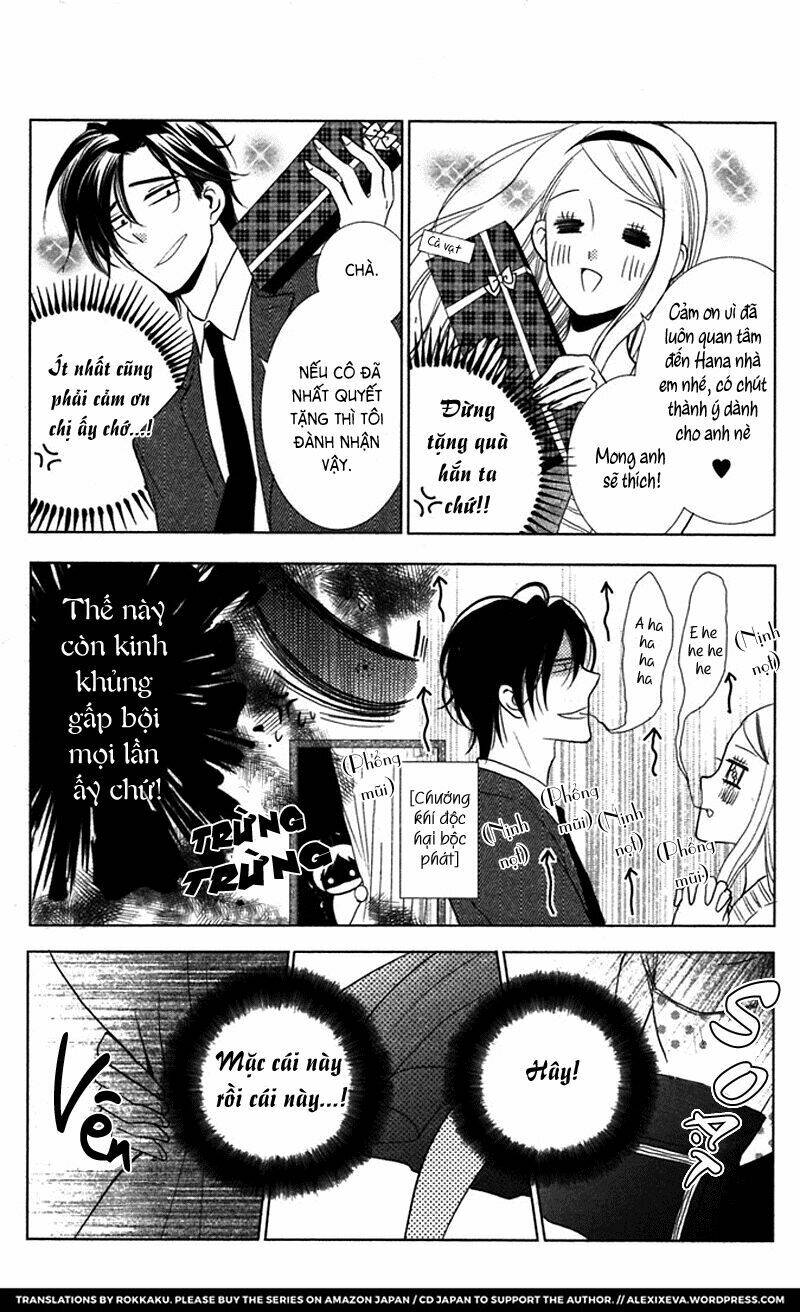 Cà vạt
Cảm ơn vì đã
luôn quan tâm
đến Hana nhà
em nhé, có chút
thành ý dành
cho anh nè
♥
Mong anh
sẽ thích!
Đừng
tặng quà
hắn ta
chứ!!
CHÀ.
NẾU CÔ ĐÃ
NHẤT QUYẾT
TẶNG THÌ TÔI
ĐÀNH NHẬN
VẬY.
Ít nhất cũng
phải cảm ơn
chị ấy chớ...!
E he
he he
he
A ha
ha
ha
ha
(Nịnh
nọt)
(Phồng
mũi)
(Nịnh
nọt)
(Phồng
mũi)
(Nịnh
nọt)
(Phồng
mũi)
[Chướng
khí độc
hại bộc
phát]
TRỪNG
TRỪNG
Thế này
còn kinh
khủng
gấp bội
mọi lần
ấy chứ!
SOẠT
Hây!
Mặc cái này
rồi cái này...!
Vén
TRANSLATIONS BY ROKKAKU. PLEASE BUY THE SERIES ON AMAZON JAPAN / CD JAPAN TO SUPPORT THE AUTHOR. // ALEXIXEVA.WORDPRESS.COM